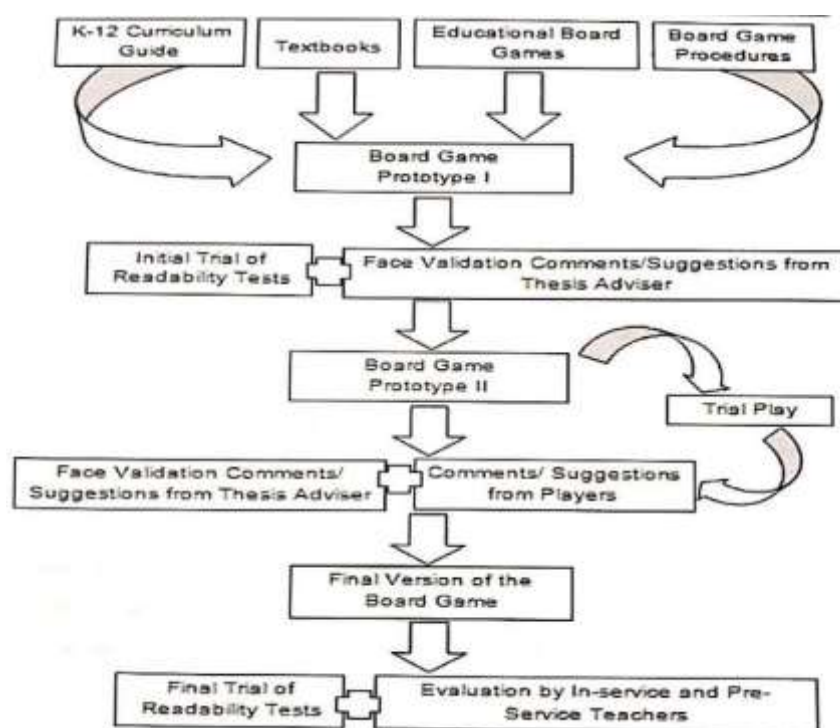 K-12 Curriculum
Guide
Textbooks
Educational Board
Games
Board Game
Procedures
Board Game
Prototype I
Initial Trial of
Readability Tests
Face Validation Comments/Suggestions from
Thesis Adviser
Board Game
Prototype II
Trial Play
Face Validation Comments/
Suggestions from Thesis Adviser
Comments/ Suggestions
from Players
Final Version of the
Board Game
Final Trial of
Readability Tests
Evaluation by In-service and Pre-
Service Teachers